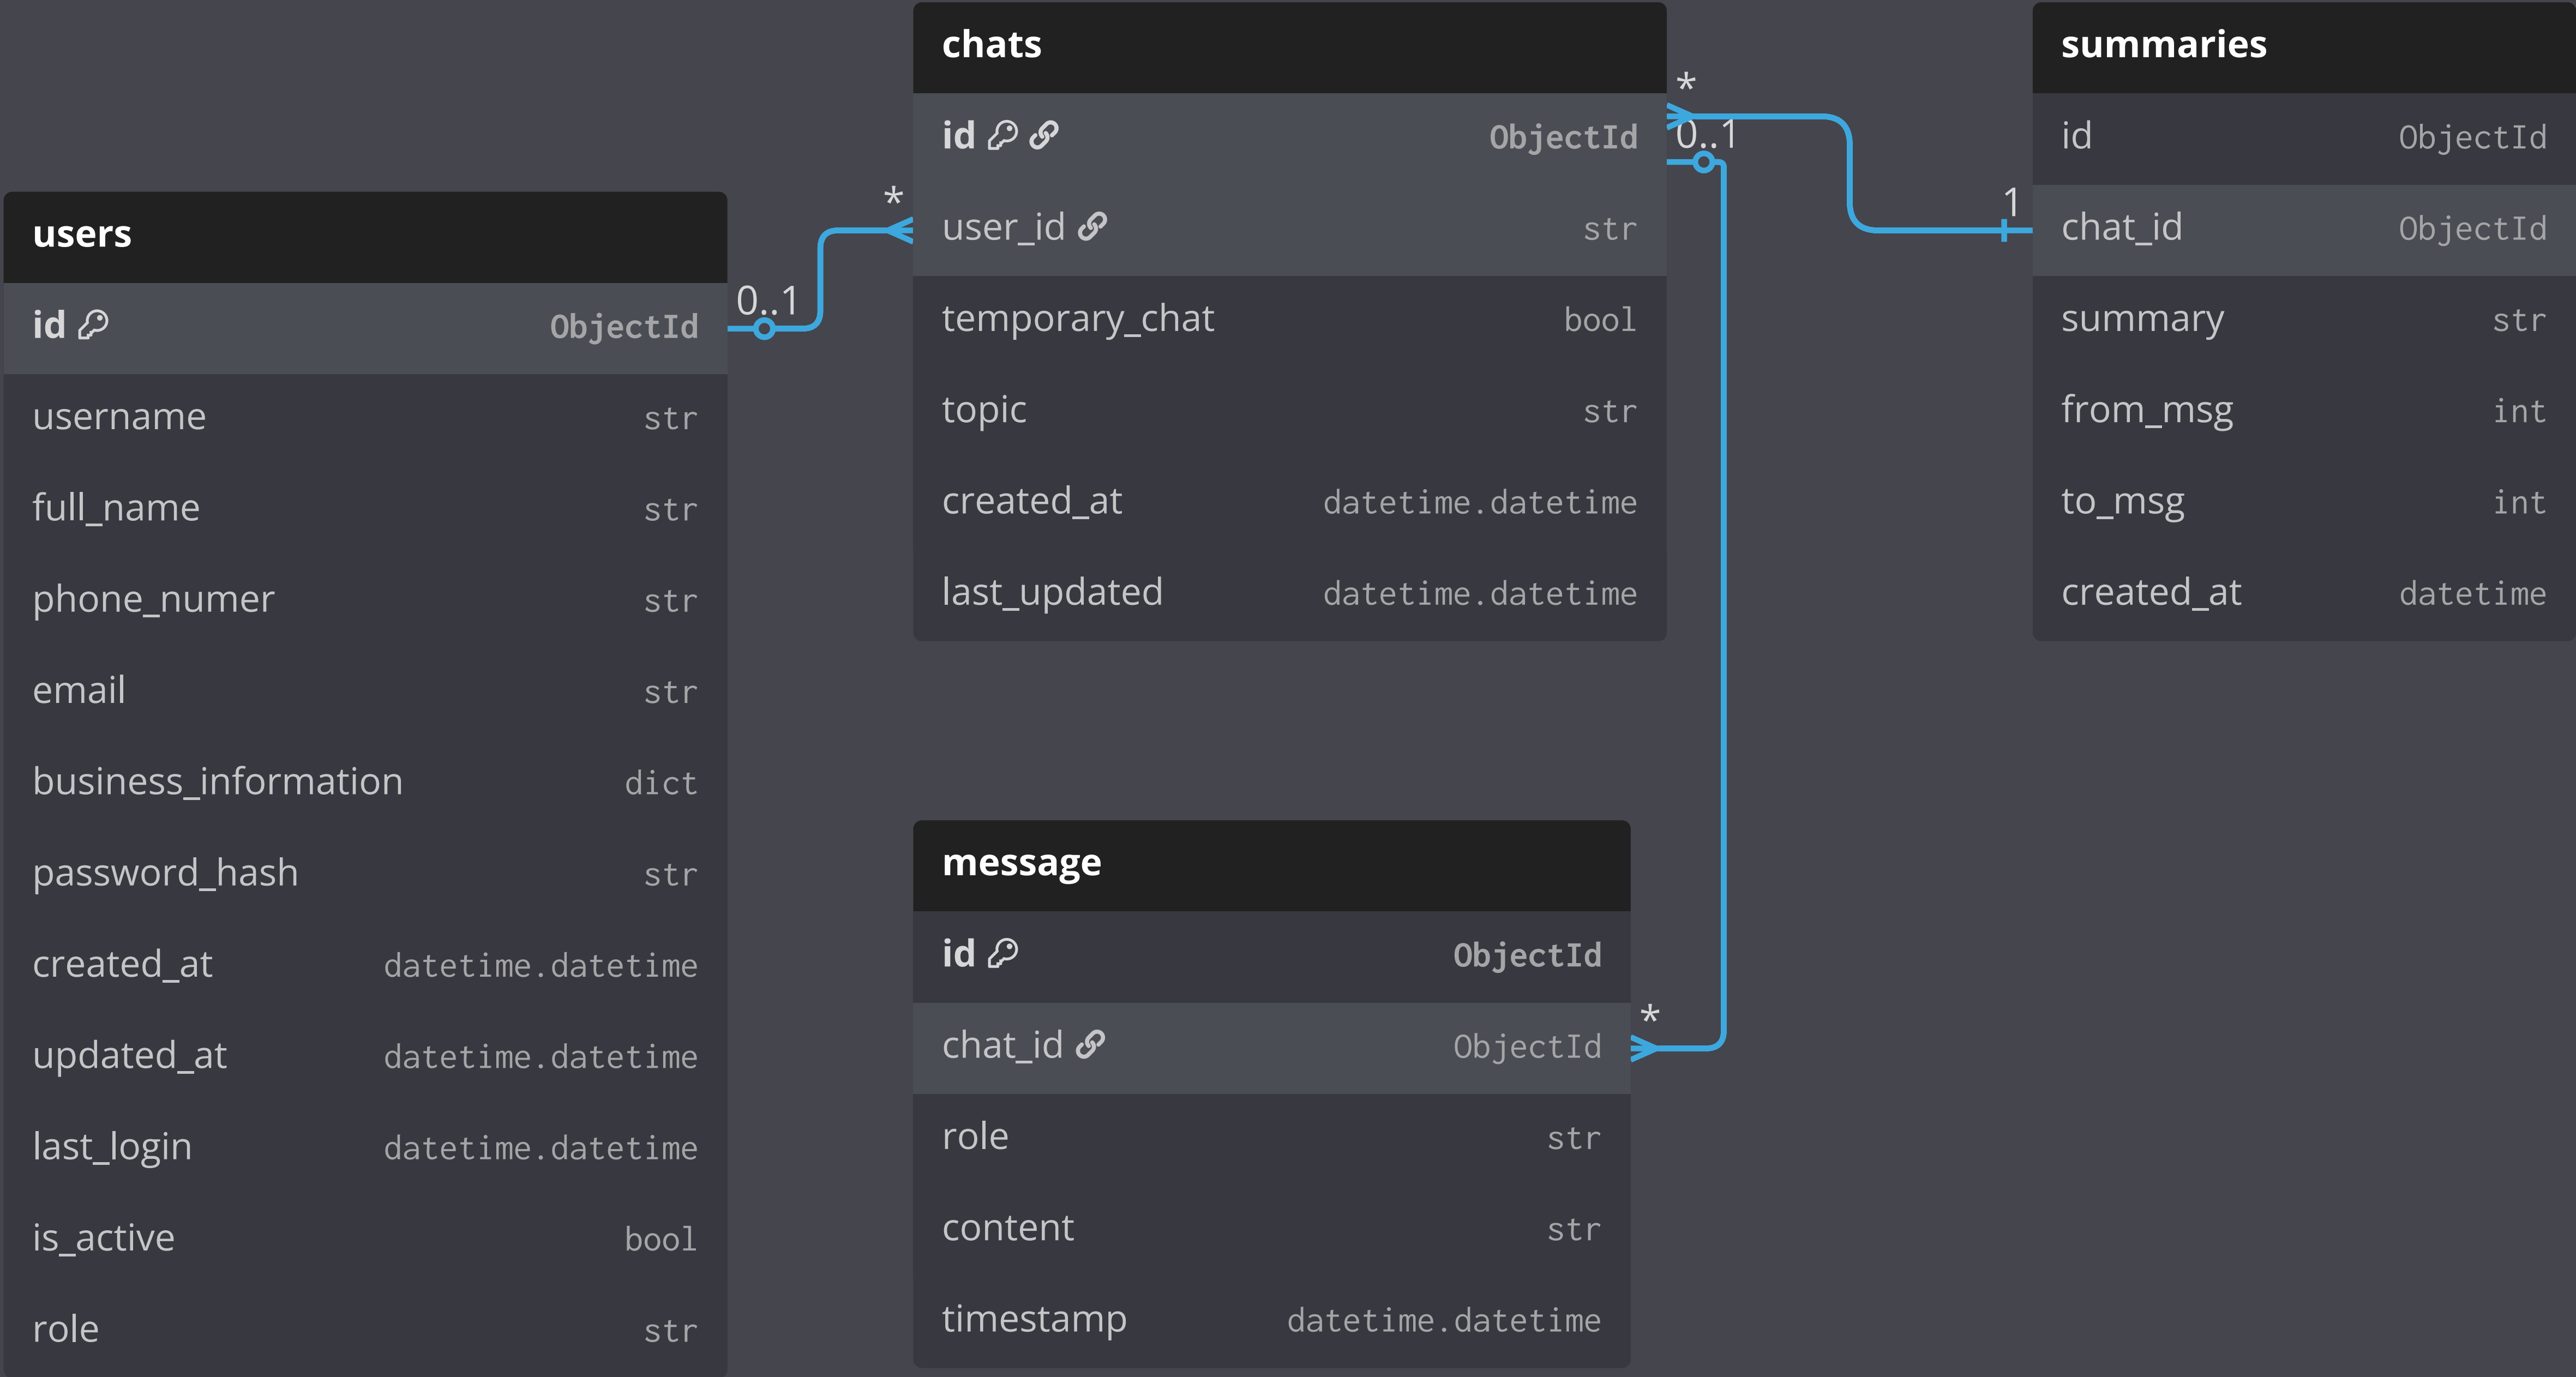 users
id ObjectId
username str
full_name str
phone_numer str
email str
business_information dict
password_hash str
created_at datetime.datetime
updated_at datetime.datetime
last_login datetime.datetime
is_active bool
role str
0..1
*
chats
id ObjectId
user_id str
temporary_chat bool
topic str
created_at datetime.datetime
last_updated datetime.datetime
*
0..1
1
message
id ObjectId
chat_id ObjectId
role str
content str
timestamp datetime.datetime
*
summaries
id ObjectId
chat_id ObjectId
summary str
from_msg int
to_msg int
created_at datetime